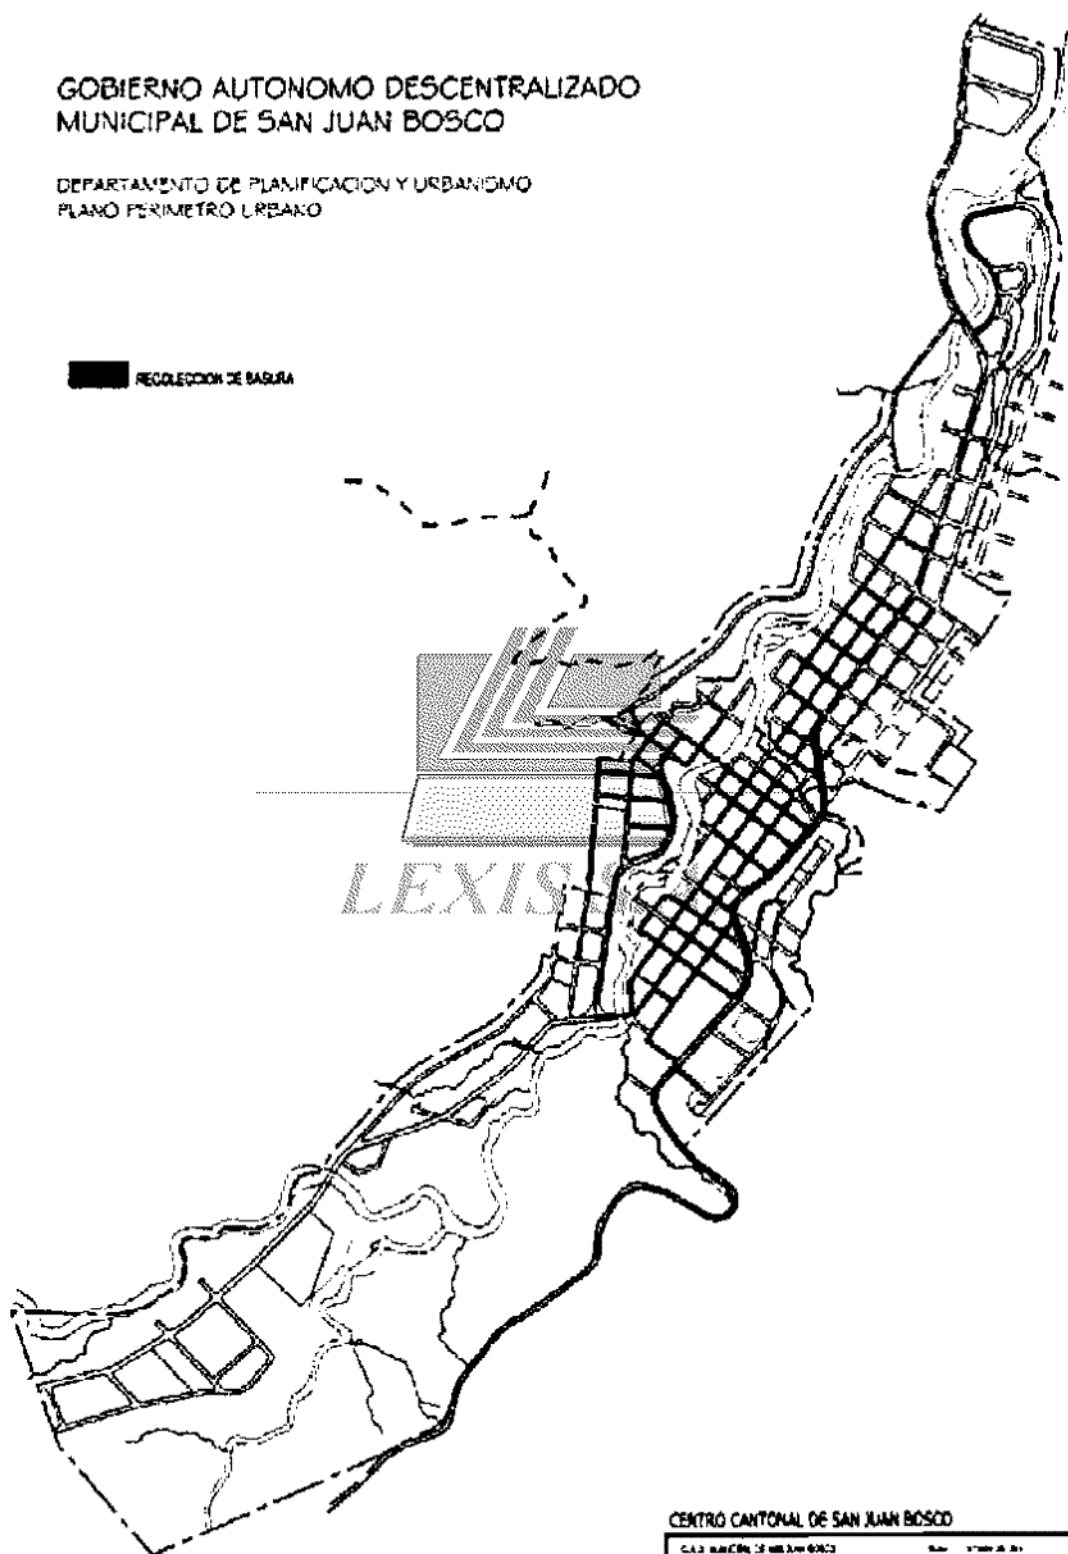 GOBIERNO AUTONOMO DESCENTRALIZADO
MUNICIPAL DE SAN JUAN BOSCO
DEPARTAMENTO DE PLANIFICACION Y URBANISMO
PLANO PERIMETRO URBANO
RECOLECCION DE BASURA
LEXIS S
CENTRO CANTONAL DE SAN JUAN BOSCO